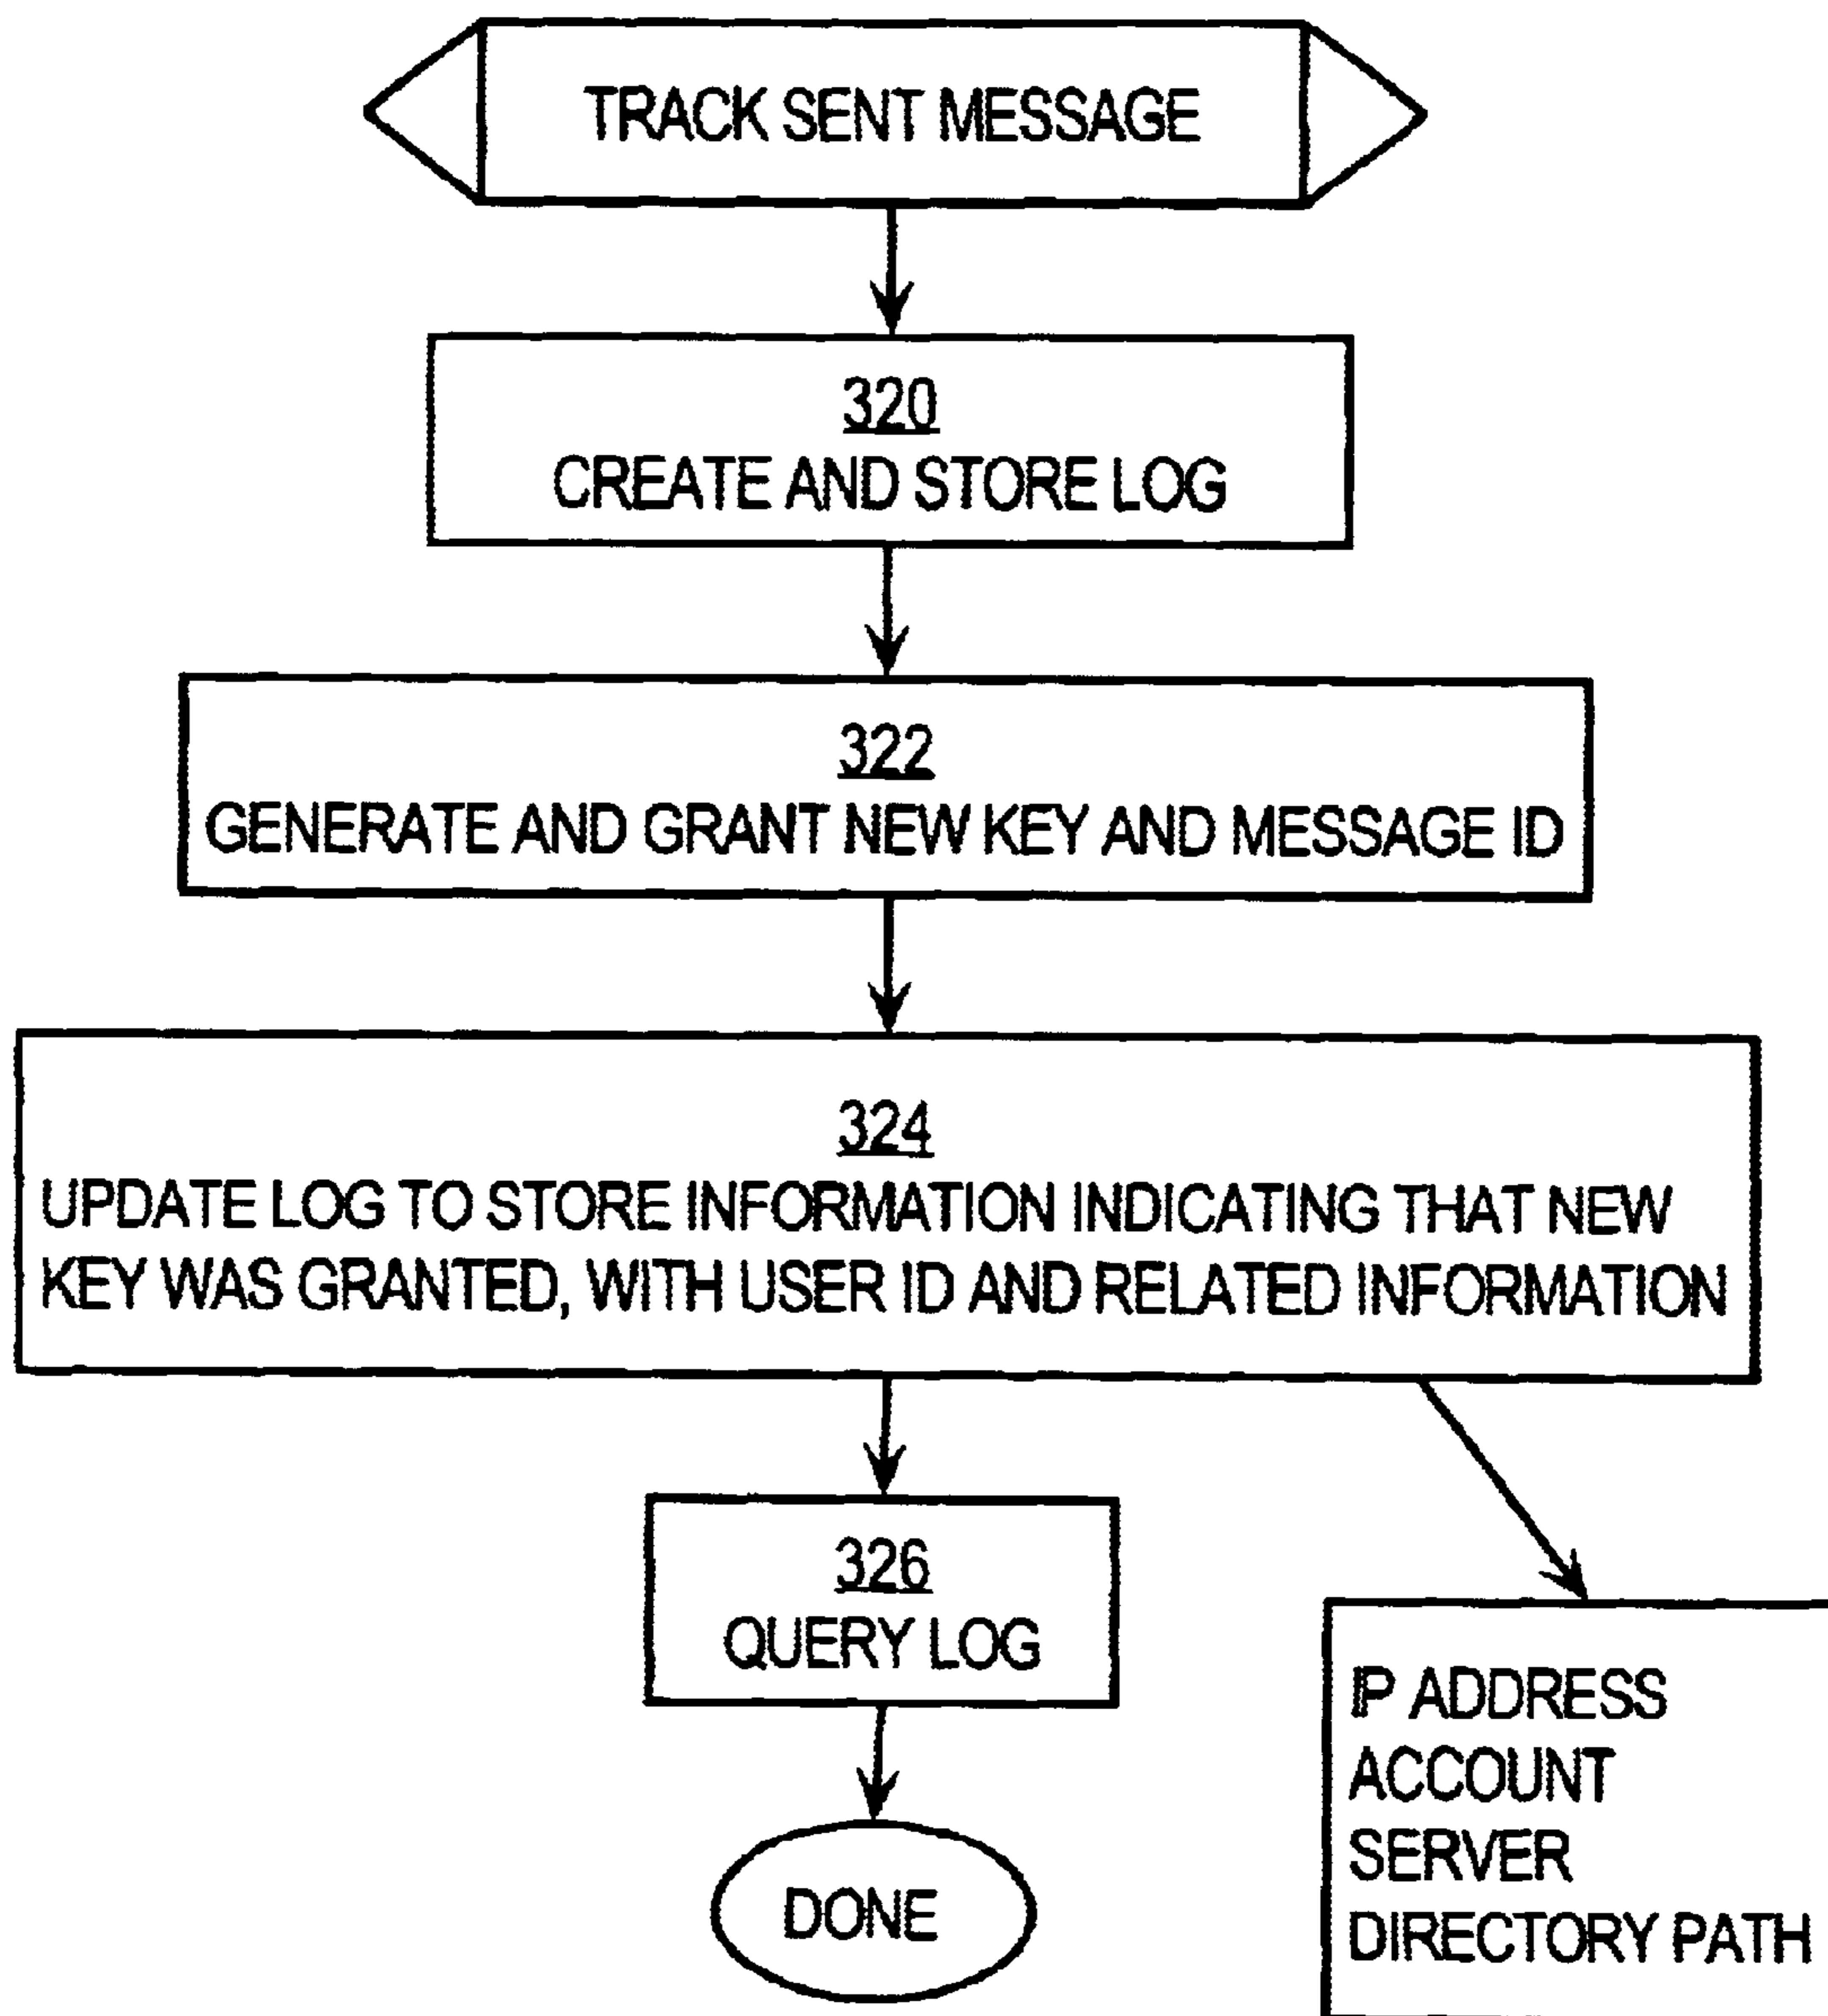 TRACK SENT MESSAGE
320
CREATE AND STORE LOG
322
GENERATE AND GRANT NEW KEY AND MESSAGE ID
324
UPDATE LOG TO STORE INFORMATION INDICATING THAT NEW
KEY WAS GRANTED, WITH USER ID AND RELATED INFORMATION
326
QUERY LOG
IP ADDRESS
ACCOUNT
SERVER
DIRECTORY PATH
DONE